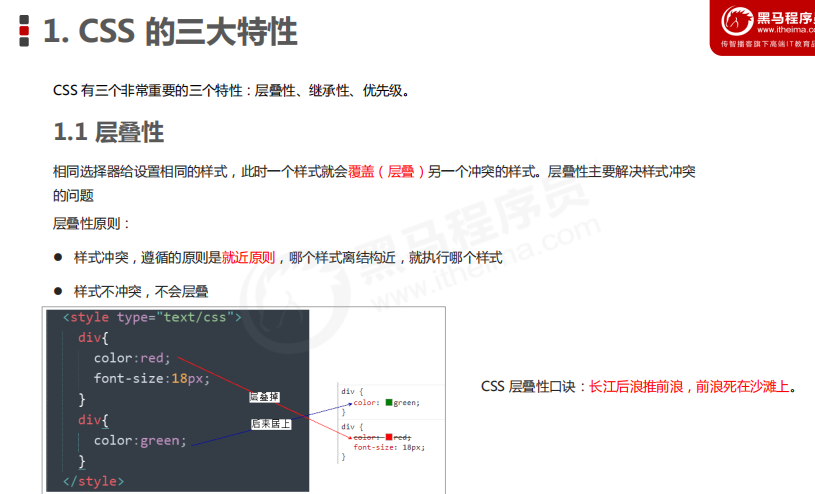 1. CSS 的三大特性
黑马程序员
www.itheima.co
传智播客旗下高端IT教育品
CSS 有三个非常重要的三个特性：层叠性、继承性、优先级。
1.1 层叠性
相同选择器给设置相同的样式，此时一个样式就会覆盖（层叠）另一个冲突的样式。层叠性主要解决样式冲突
的问题
层叠性原则：
● 样式冲突，遵循的原则是就近原则，哪个样式离结构近，就执行哪个样式
● 样式不冲突，不会层叠
黑马程序员
www.itheima.com
<style type="text/css">
div{
color:red;
font-size:18px;
}
div{
color:green;
}
</style>
层叠掉
后来居上
div {
color: green;
}
div {
color: red;
font-size: 18px;
}
CSS 层叠性口诀：长江后浪推前浪，前浪死在沙滩上。